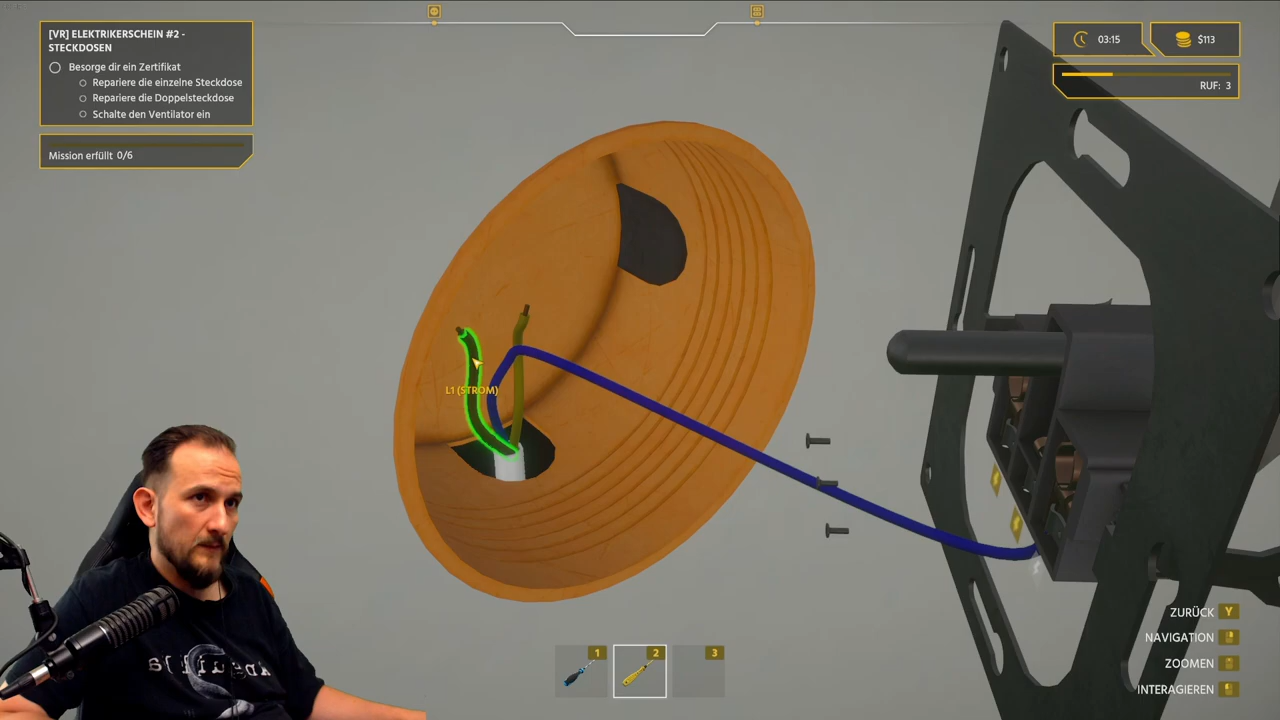 [VR] ELEKTRIKERSCHEIN #2 -
STECKDOSEN
Besorge dir ein Zertifikat
Repariere die einzelne Steckdose
Repariere die Doppelsteckdose
Schalte den Ventilator ein
Mission erfüllt 0/6
03:15
$113
RUF: 3
L1 (STROM)
1
2
3
ZURÜCK Y
NAVIGATION
ZOOMEN
INTERAGIEREN